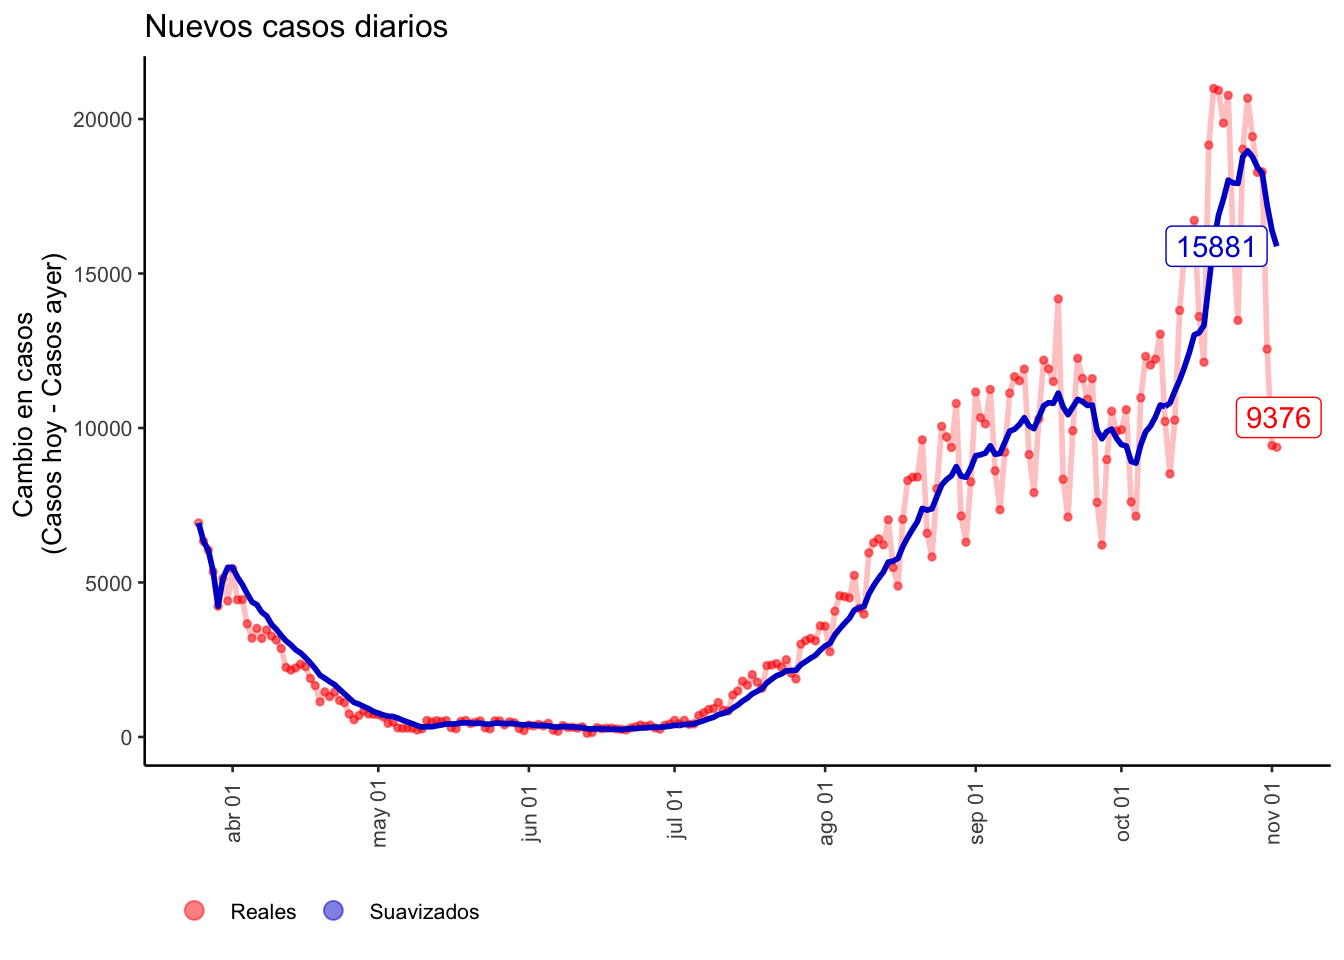 Nuevos casos diarios
Cambio en casos
(Casos hoy - Casos ayer)
20000
15000
10000
5000
0
15881
9376
abr 01
may 01
jun 01
jul 01
ago 01
sep 01
oct 01
nov 01
Reales
Suavizados